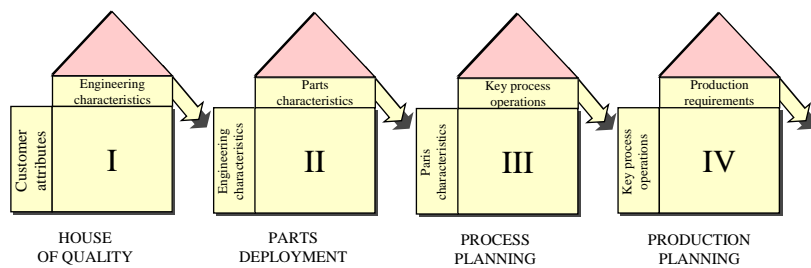 Engineering
characteristics
Customer
attributes
I
HOUSE
OF QUALITY
Parts
characteristics
Engineering
characteristics
II
PARTS
DEPLOYMENT
Key process
operations
Paris
characteristics
III
PROCESS
PLANNING
Production
requirements
Key process
operations
IV
PRODUCTION
PLANNING